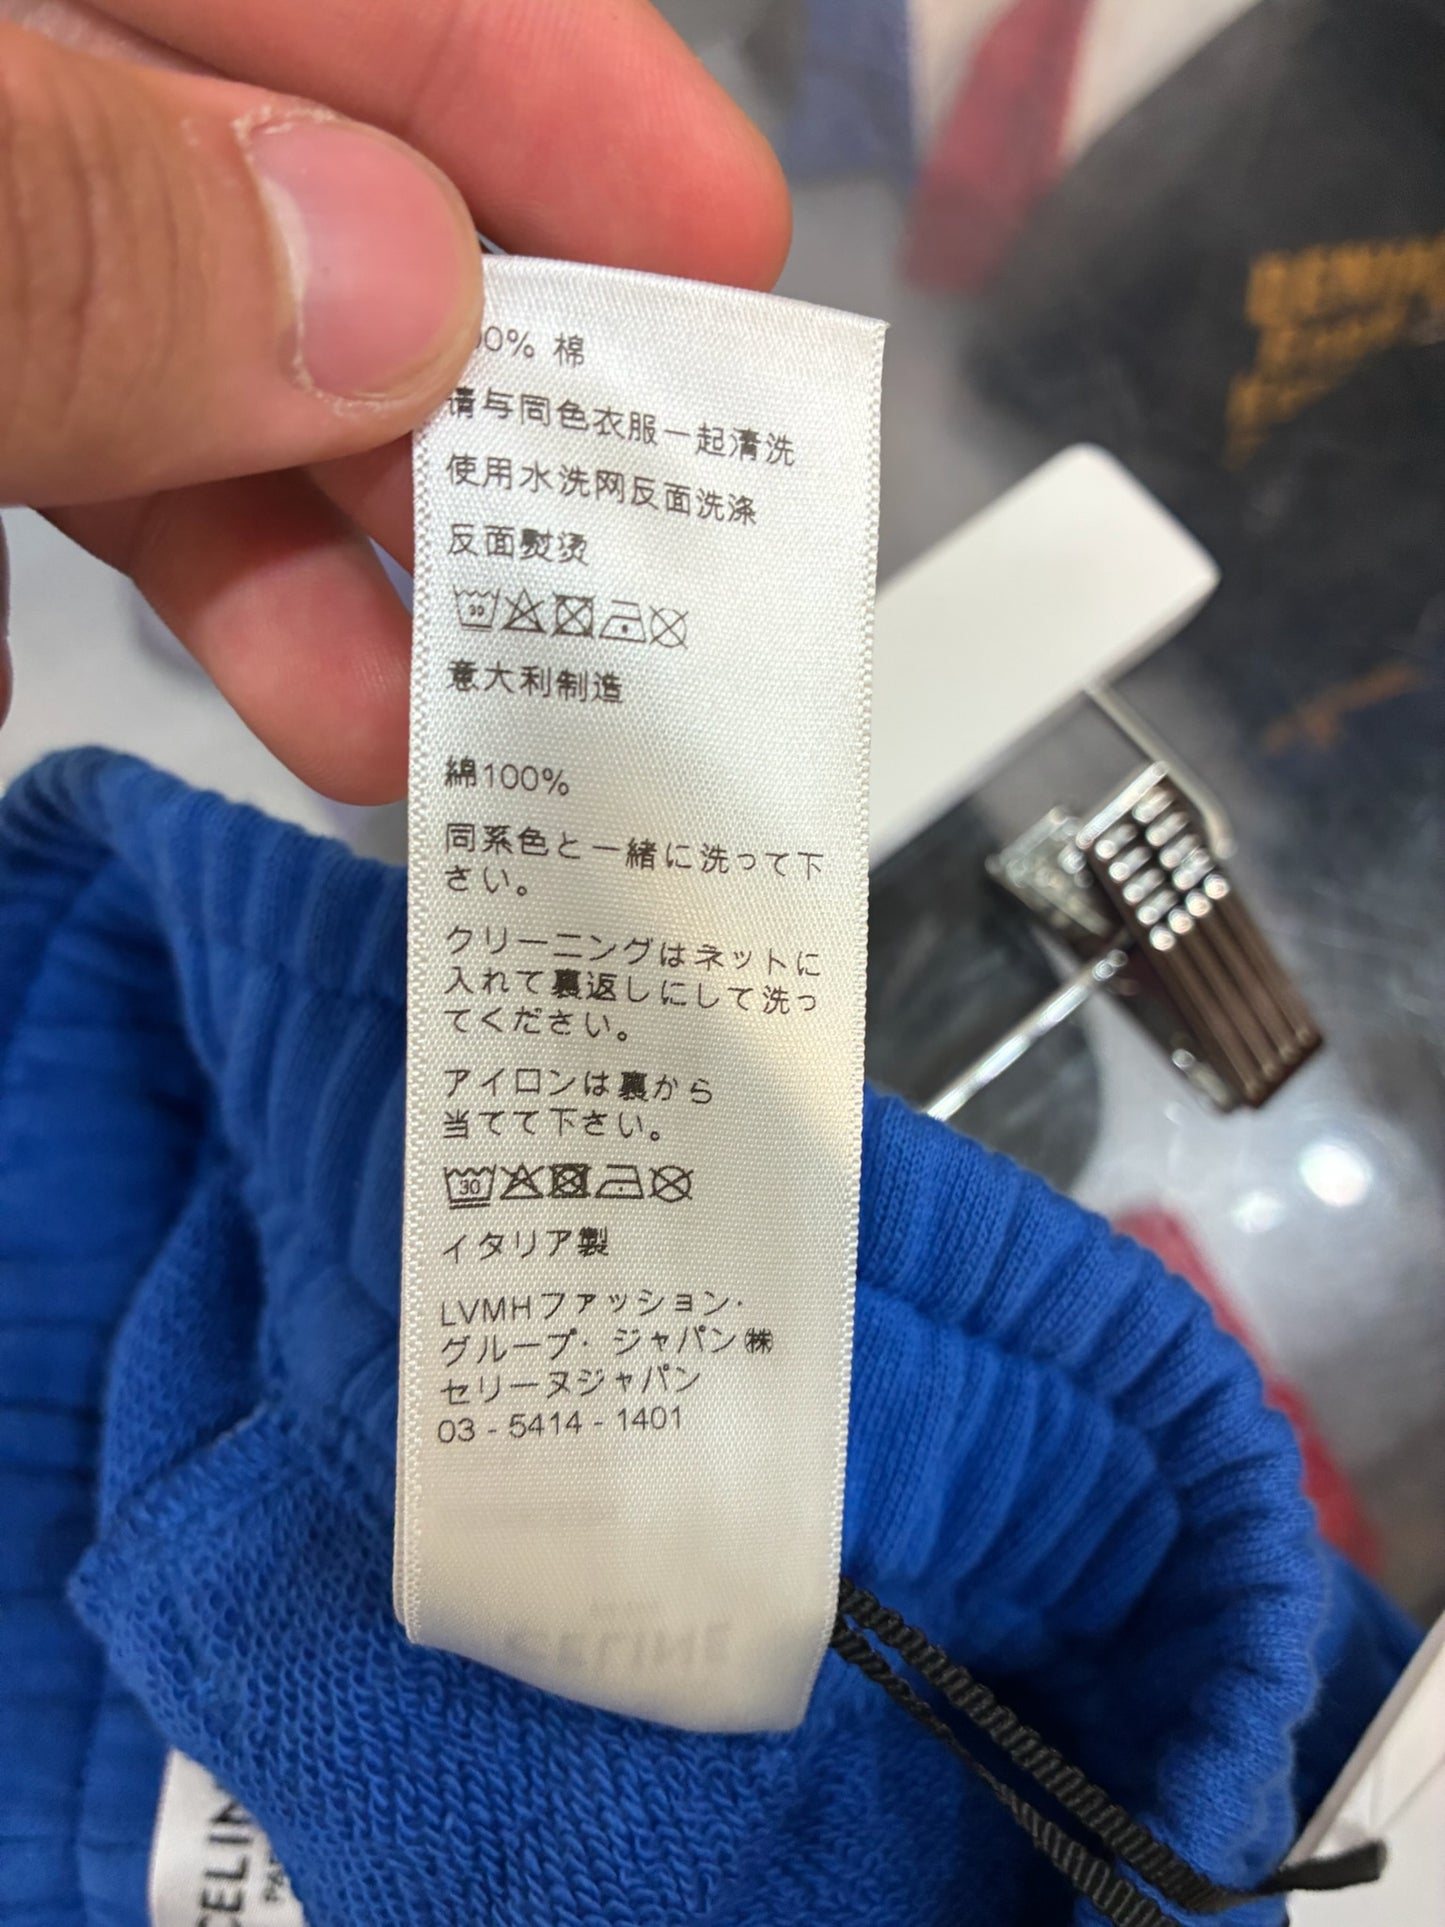 00% 棉
请与同色衣服一起清洗
使用水洗网反面洗涤
反面熨烫
30
意大利制造
綿100%
同系色と一緒に洗って下
さい。
クリーニングはネットに
入れて裏返しにして洗っ
てください。
アイロンは裏から
当てて下さい。
30
イタリア製
LVMHファッション・
グループ・ジャパン㈱
セリーヌジャパン
03 - 5414 - 1401
CELINE
CELIN